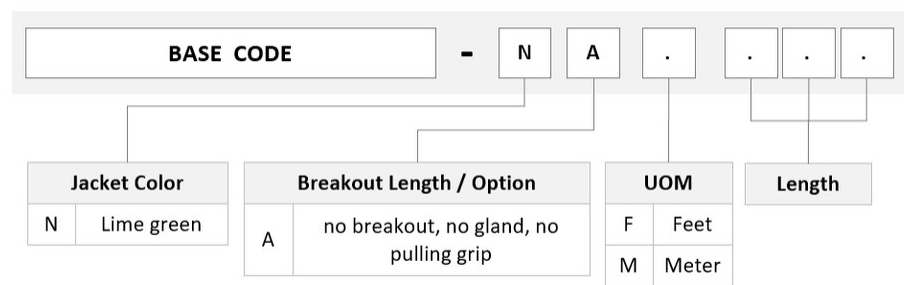 BASE CODE - N A . . . .
Jacket Color
N Lime green
Breakout Length / Option
A no breakout, no gland, no
pulling grip
UOM
F Feet
M Meter
Length